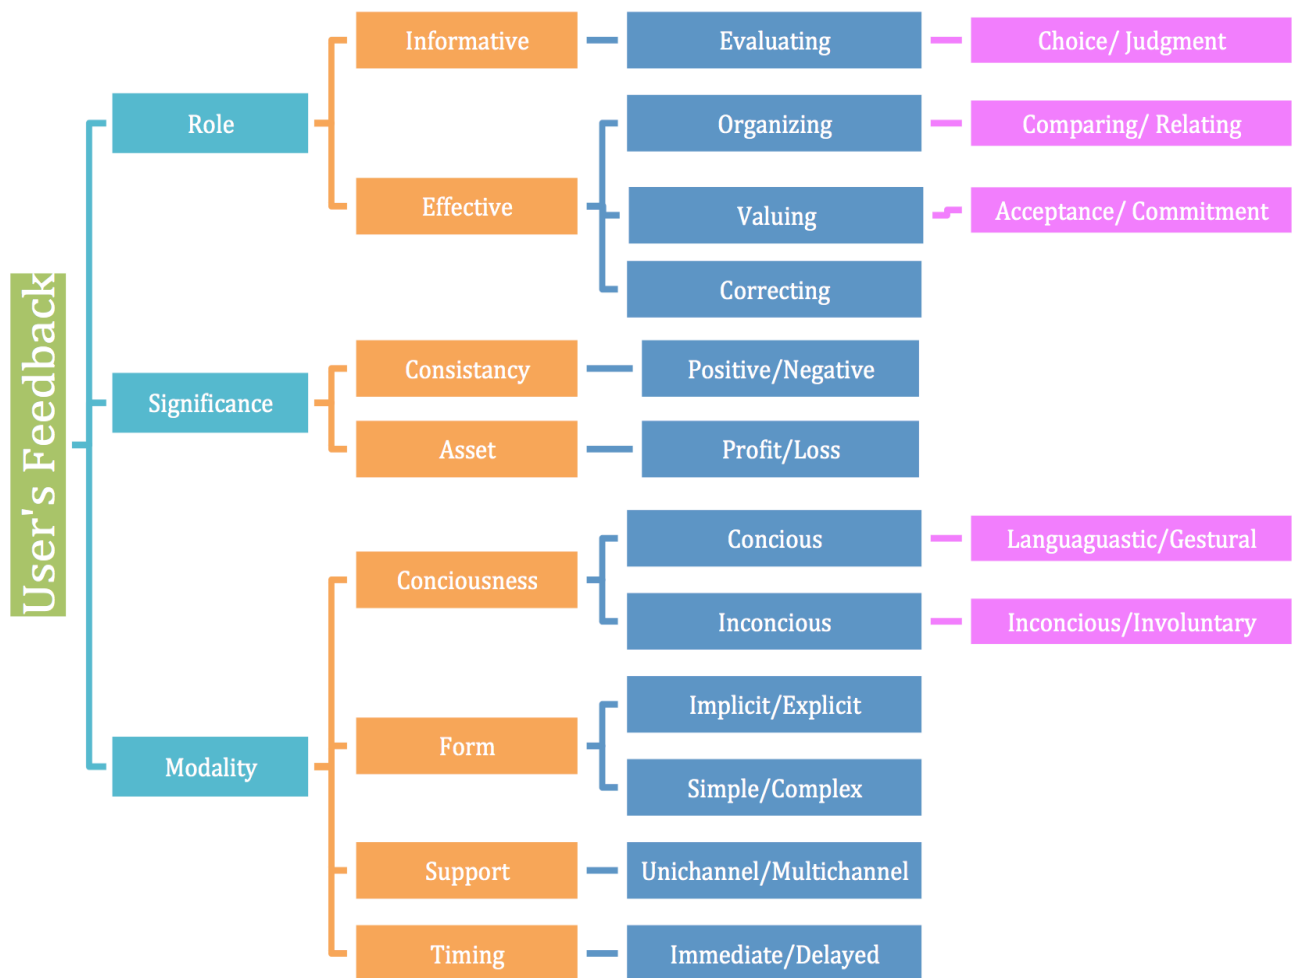 User's Feedback
Role
Informative
Evaluating
Choice/ Judgment
Effective
Organizing
Comparing/ Relating
Valuing
Acceptance/ Commitment
Correcting
Significance
Consistancy
Positive/Negative
Asset
Profit/Loss
Modality
Conciousness
Concious
Languaguastic/Gestural
Inconcious
Inconcious/Involuntary
Form
Implicit/Explicit
Simple/Complex
Support
Unichannel/Multichannel
Timing
Immediate/Delayed